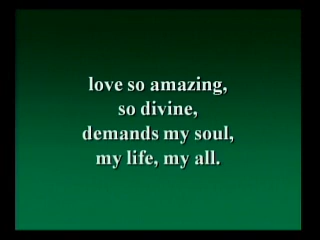 love so amazing,
so divine,
demands my soul,
my life, my all.